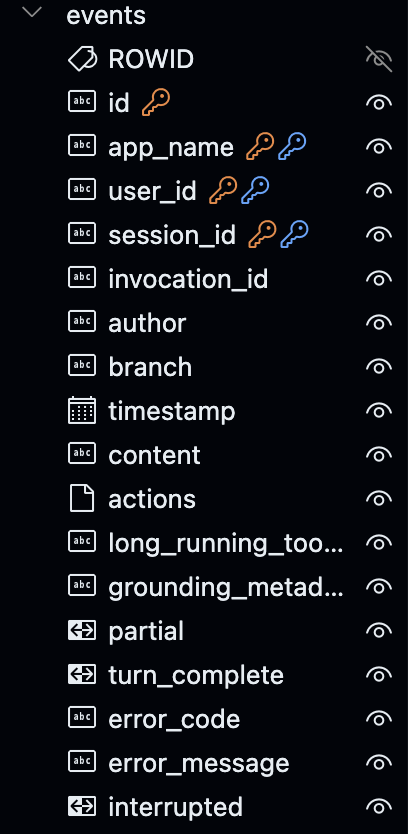 events
ROWID
abc id
abc app_name
abc user_id
abc session_id
abc invocation_id
abc author
abc branch
timestamp
abc content
actions
abc long_running_too...
abc grounding_metad...
partial
turn_complete
abc error_code
abc error_message
interrupted